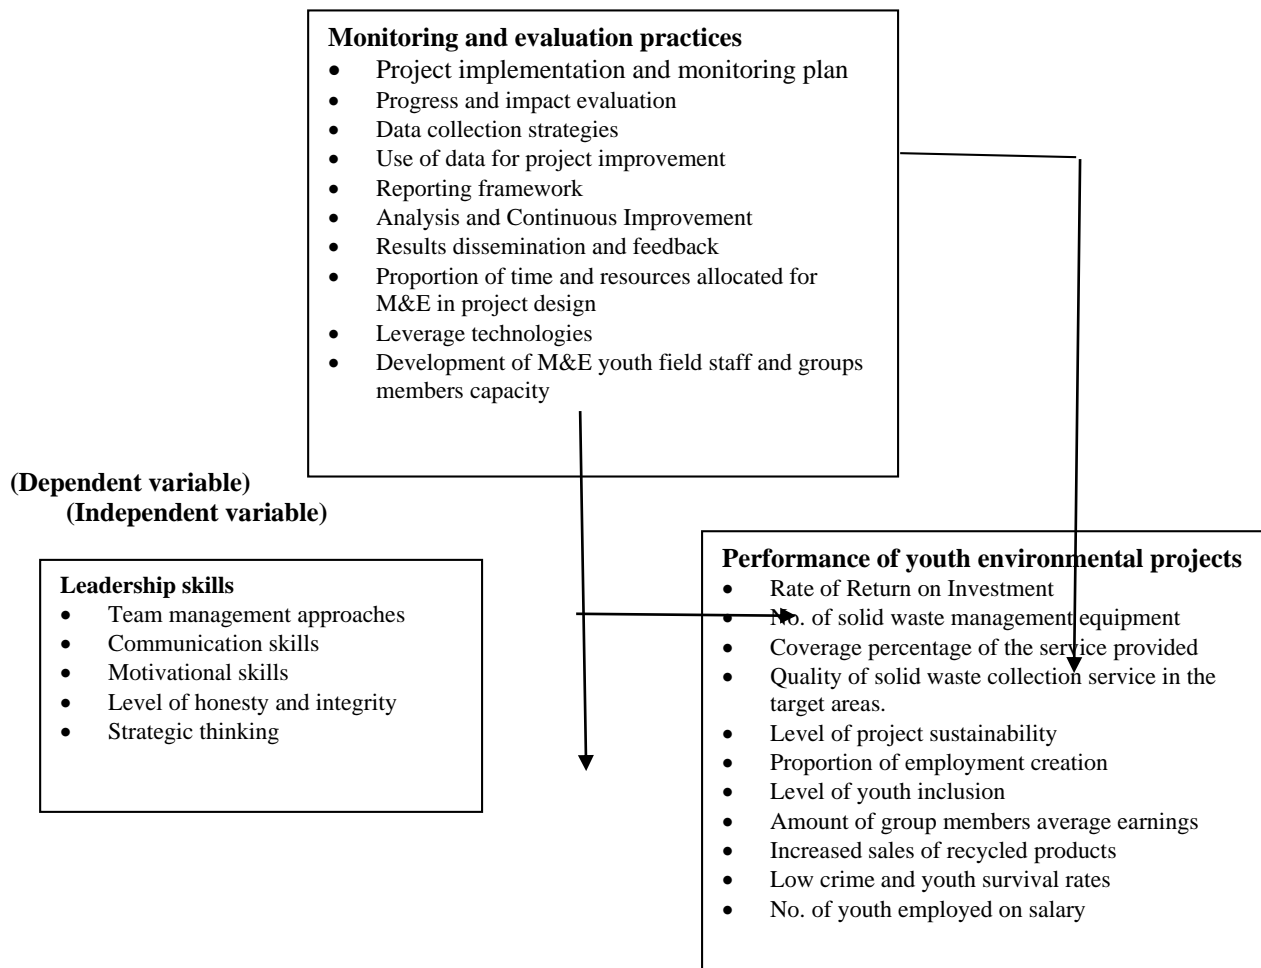 Monitoring and evaluation practices
• Project implementation and monitoring plan
• Progress and impact evaluation
• Data collection strategies
• Use of data for project improvement
• Reporting framework
• Analysis and Continuous Improvement
• Results dissemination and feedback
• Proportion of time and resources allocated for
M&E in project design
• Leverage technologies
• Development of M&E youth field staff and groups
members capacity
(Dependent variable)
(Independent variable)
Leadership skills
• Team management approaches
• Communication skills
• Motivational skills
• Level of honesty and integrity
• Strategic thinking
Performance of youth environmental projects
• Rate of Return on Investment
• No. of solid waste management equipment
• Coverage percentage of the service provided
• Quality of solid waste collection service in the
target areas.
• Level of project sustainability
• Proportion of employment creation
• Level of youth inclusion
• Amount of group members average earnings
• Increased sales of recycled products
• Low crime and youth survival rates
• No. of youth employed on salary